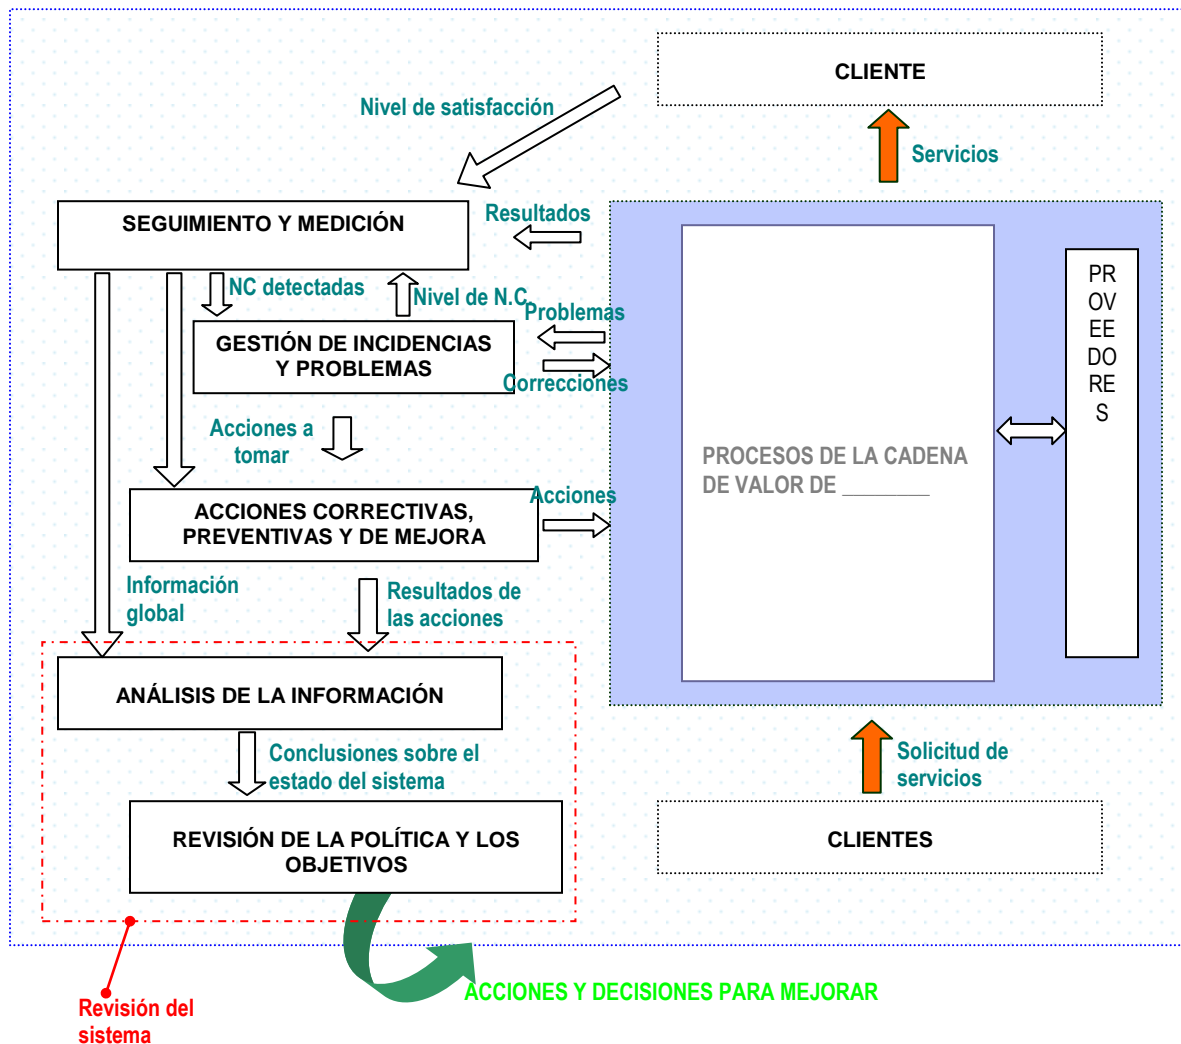 CLIENTE
Nivel de satisfacción
Servicios
SEGUIMIENTO Y MEDICIÓN
Resultados
NC detectadas
Nivel de N.C.
Problemas
GESTIÓN DE INCIDENCIAS
Y PROBLEMAS
Correcciones
PR
OV
EE
DO
RE
S
Acciones a
tomar
PROCESOS DE LA CADENA
DE VALOR DE ________
Acciones
ACCIONES CORRECTIVAS,
PREVENTIVAS Y DE MEJORA
Información
global
Resultados de
las acciones
ANÁLISIS DE LA INFORMACIÓN
Conclusiones sobre el
estado del sistema
Solicitud de
servicios
REVISIÓN DE LA POLÍTICA Y LOS
OBJETIVOS
CLIENTES
ACCIONES Y DECISIONES PARA MEJORAR
Revisión del
sistema